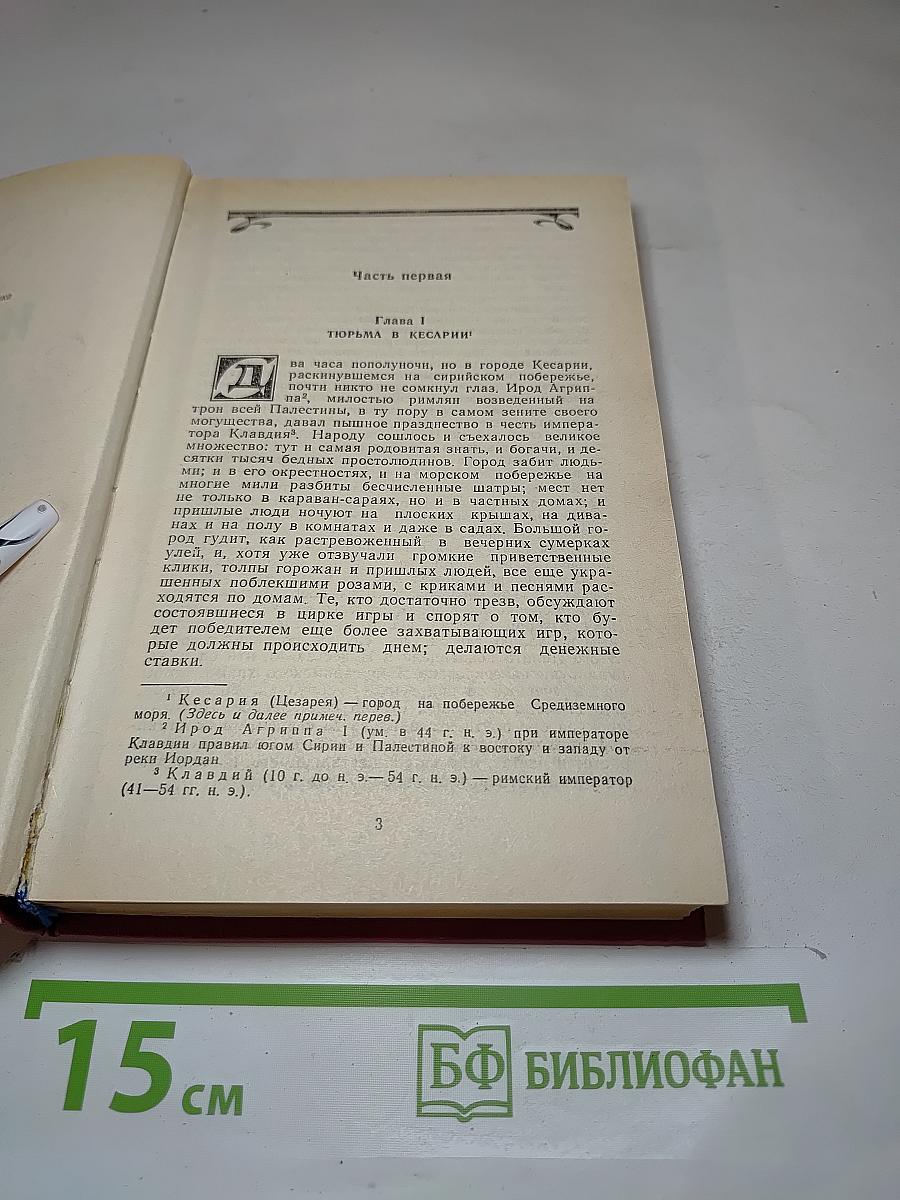 Часть первая
Глава I
ТЮРЬМА В КЕСАРИИ¹
Два часа пополуночи, но в городе Кесарии,
раскинувшемся на сирийском побережье,
почти никто не сомкнул глаз. Ирод Агрип-
па², милостью римлян возведенный на
трон всей Палестины, в ту пору в самом зените своего
могущества, давал пышное празднество в честь импера-
тора Клавдия³. Народу сошлось и съехалось великое
множество: тут и самая родовитая знать, и богачи, и де-
сятки тысяч бедных простолюдинов. Город забит людь-
ми; и в его окрестностях, и на морском побережье на
многие мили разбиты бесчисленные шатры; мест нет
не только в караван-сараях, но и в частных домах; и
пришлые люди ночуют на плоских крышах, на дива-
нах и на полу в комнатах и даже в садах. Большой го-
род гудит, как растревоженный в вечерних сумерках
улей, и, хотя уже отзвучали громкие приветственные
клики, толпы горожан и пришлых людей, все еще укра-
шенных поблекшими розами, с криками и песнями рас-
ходятся по домам. Те, кто достаточно трезв, обсуждают
состоявшиеся в цирке игры и спорят о том, кто бу-
дет победителем еще более захватывающих игр, кото-
рые должны происходить днем; делаются денежные
ставки.
¹ Кесария (Цезарея) — город на побережье Средиземного
моря. (Здесь и далее примеч. перев.)
² Ирод Агриппа I (ум. в 44 г. н. э.) при императоре
Клавдии правил югом Сирии и Палестиной к востоку и западу от
реки Иордан
³ Клавдий (10 г. до н. э.— 54 г. н. э.) — римский император
(41—54 гг. н. э.).
3
15 см
БФ БИБЛИОФАН